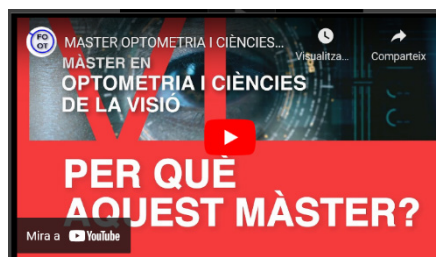 FO
OT
MASTER OPTOMETRIA I CIÈNCIES...
Visualitza...
Comparteix
MÀSTER EN
OPTOMETRIA I CIÈNCIES
DE LA VISIÓ
PER QUÈ
AQUEST MÀSTER?
Mira a YouTube